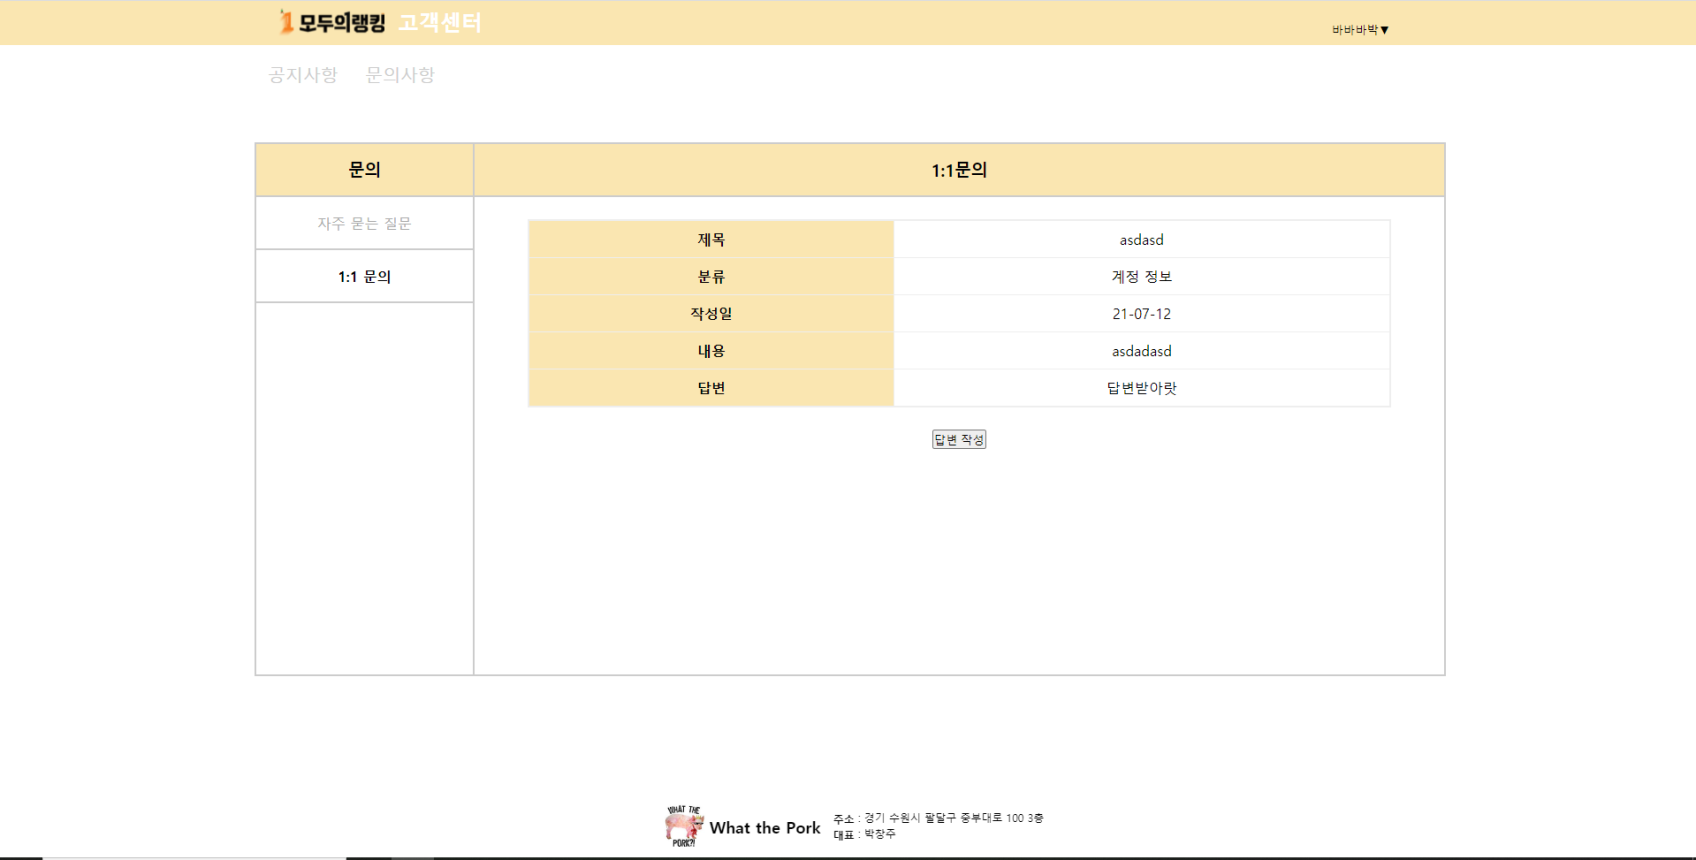 1 모두의랭킹 고객센터
바바바박▼
공지사항 문의사항
문의 1:1문의
자주 묻는 질문
1:1 문의
제목 asdasd
분류 계정 정보
작성일 21-07-12
내용 asdadasd
답변 답변받아랏
답변 작성
WHAT THE
PORK?!
What the Pork
주소 : 경기 수원시 팔달구 중부대로 100 3층
대표 : 박창주